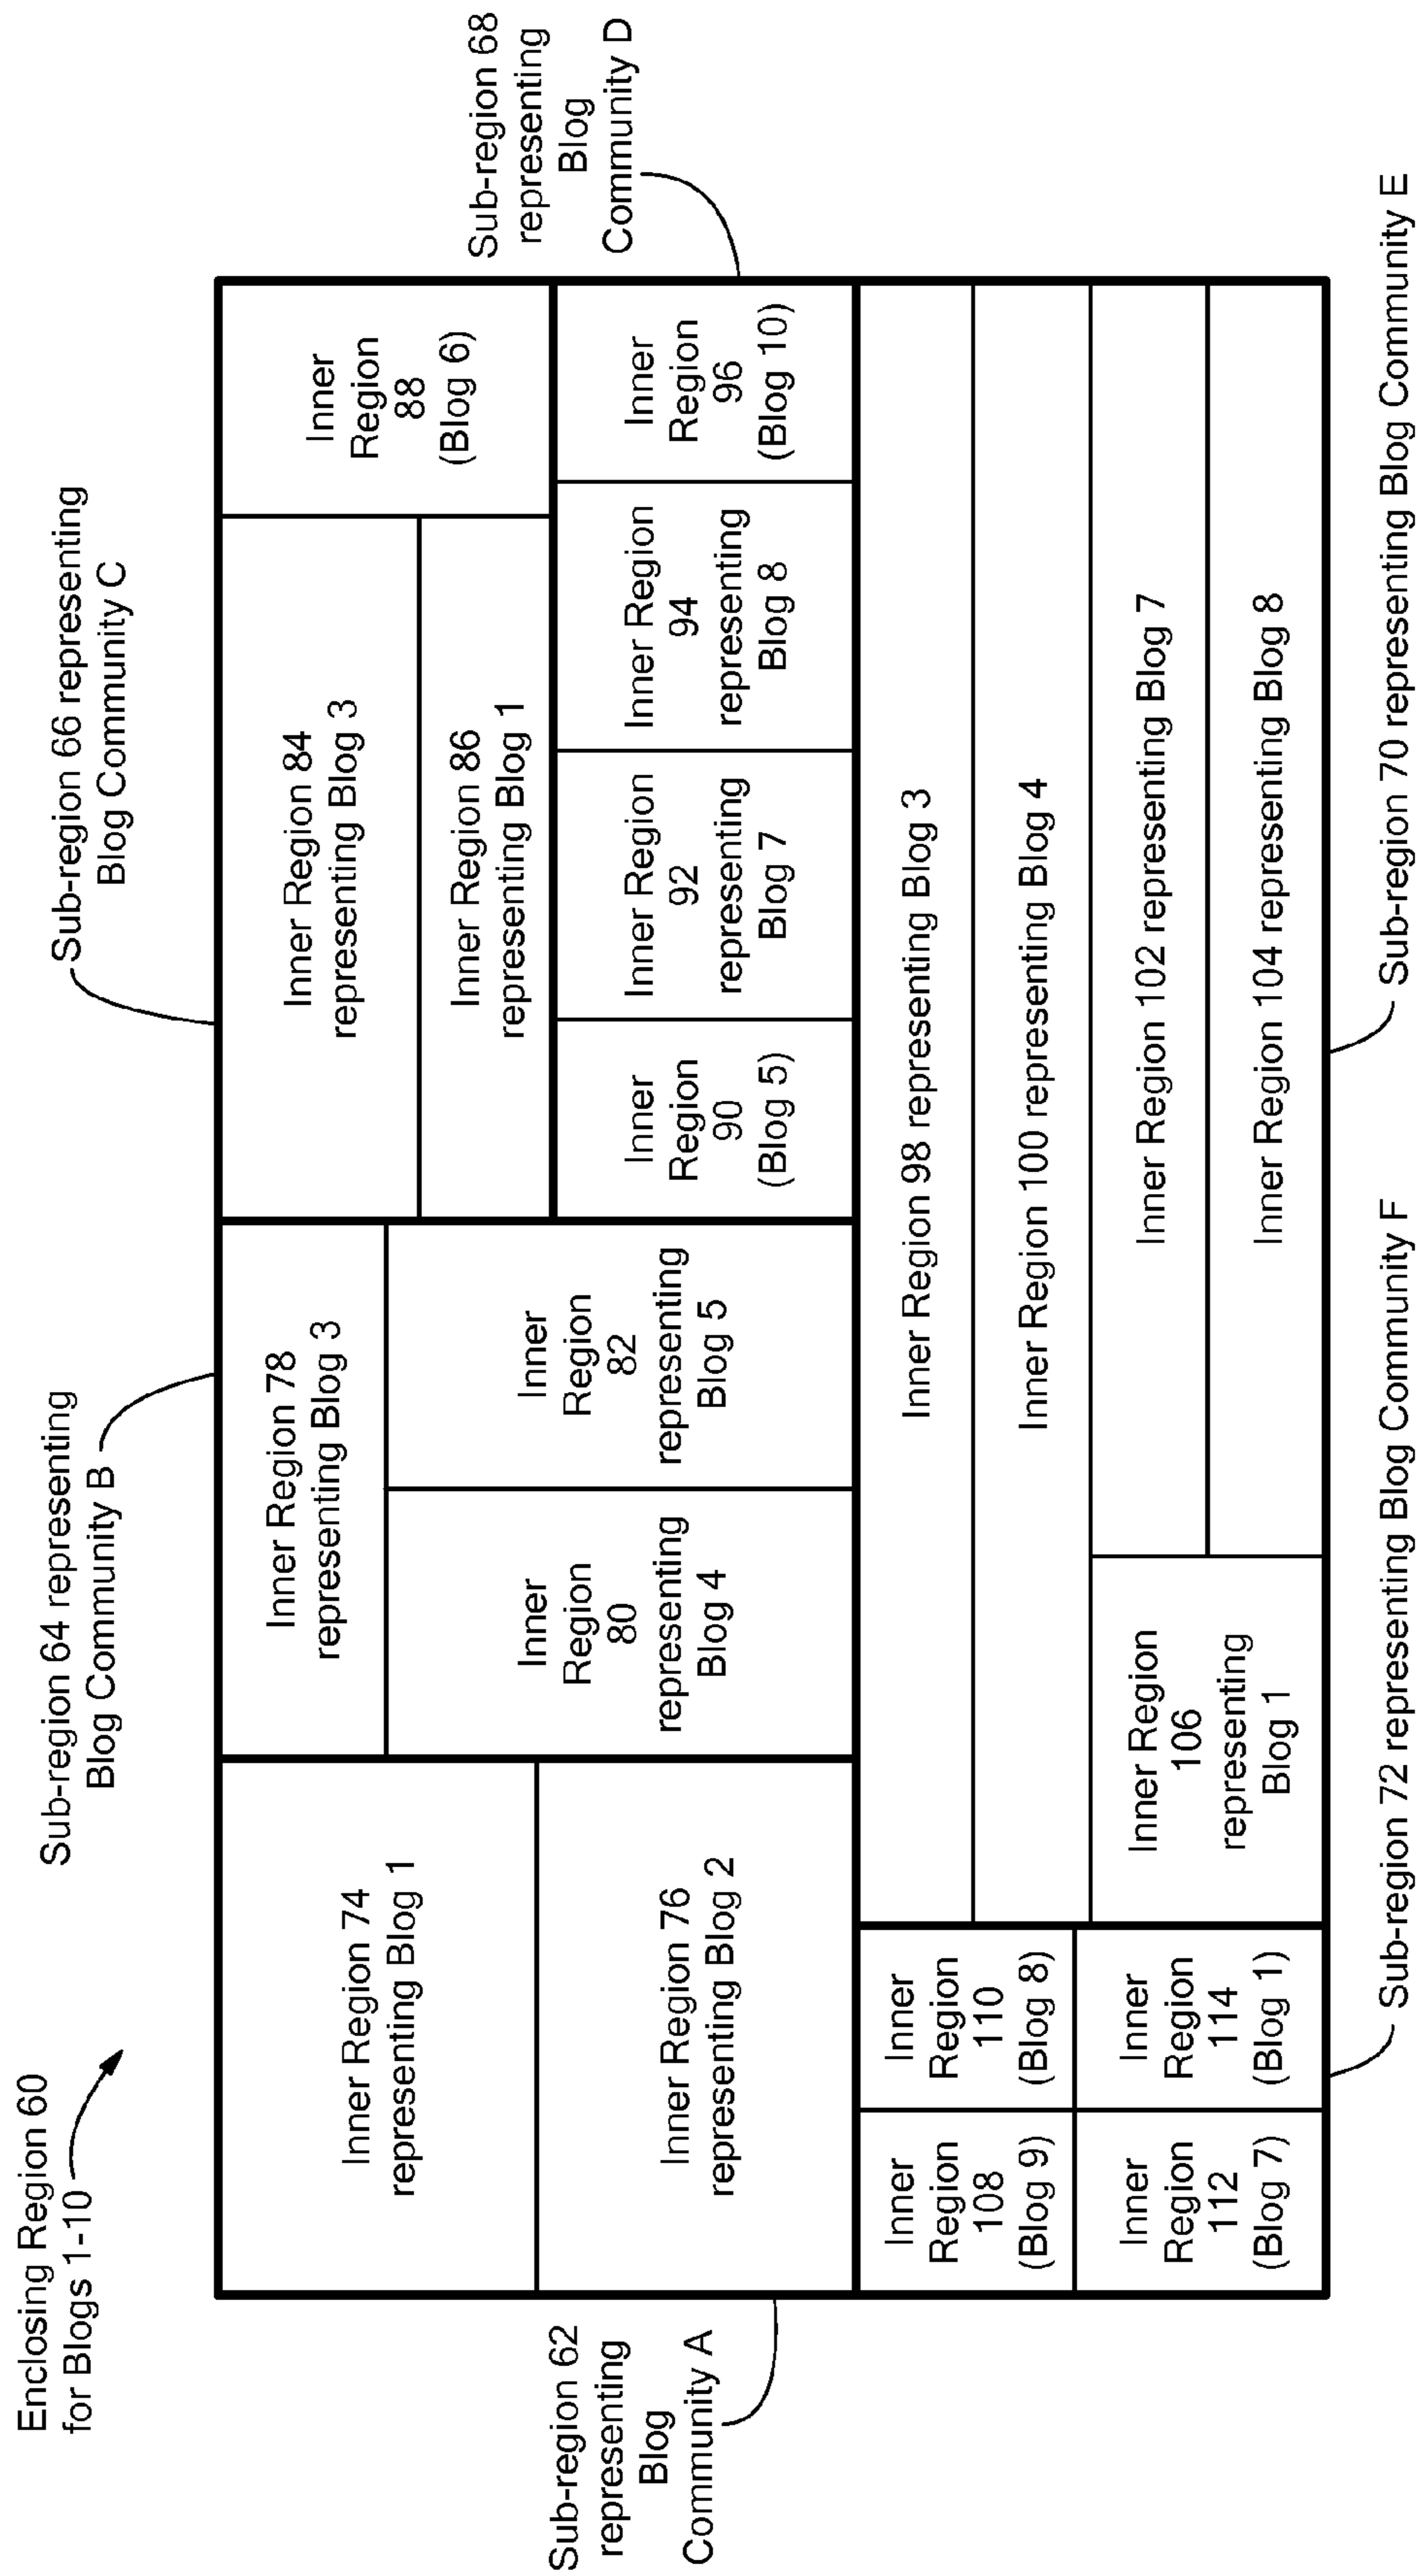 Enclosing Region 60
for Blogs 1-10
Sub-region 64 representing
Blog Community B
Sub-region 66 representing
Blog Community C
Sub-region 62
representing
Blog
Community A
Sub-region 68
representing
Blog
Community D
Inner Region 74
representing Blog 1
Inner Region 76
representing Blog 2
Inner Region 78
representing Blog 3
Inner
Region
80
representing
Blog 4
Inner
Region
82
representing
Blog 5
Inner Region 84
representing Blog 3
Inner Region 86
representing Blog 1
Inner
Region
88
(Blog 6)
Inner
Region
90
(Blog 5)
Inner Region
92
representing
Blog 7
Inner Region
94
representing
Blog 8
Inner
Region
96
(Blog 10)
Inner Region 98 representing Blog 3
Inner Region 100 representing Blog 4
Inner Region 102 representing Blog 7
Inner Region 104 representing Blog 8
Inner Region
106
representing
Blog 1
Inner
Region
108
(Blog 9)
Inner
Region
110
(Blog 8)
Inner
Region
112
(Blog 7)
Inner
Region
114
(Blog 1)
Sub-region 72 representing Blog Community F
Sub-region 70 representing Blog Community E